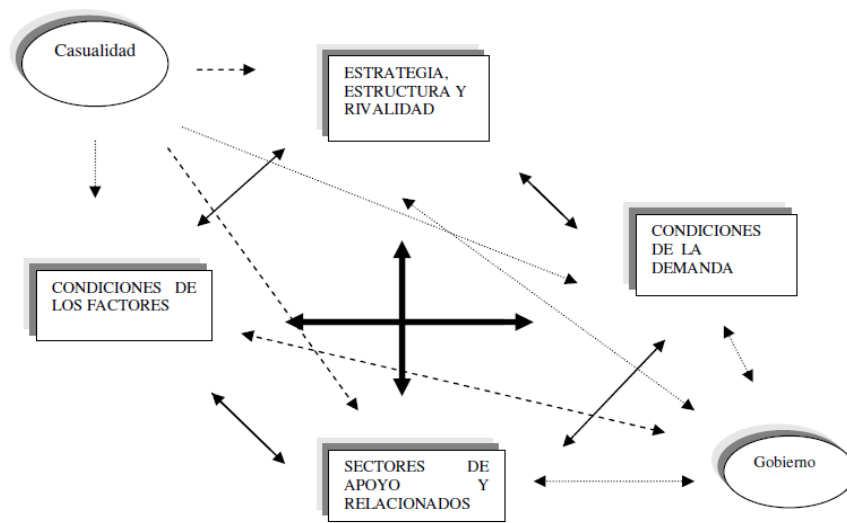 Casualidad
ESTRATEGIA,
ESTRUCTURA Y
RIVALIDAD
CONDICIONES
DE LA
DEMANDA
CONDICIONES DE
LOS FACTORES
SECTORES DE
APOYO Y
RELACIONADOS
Gobierno